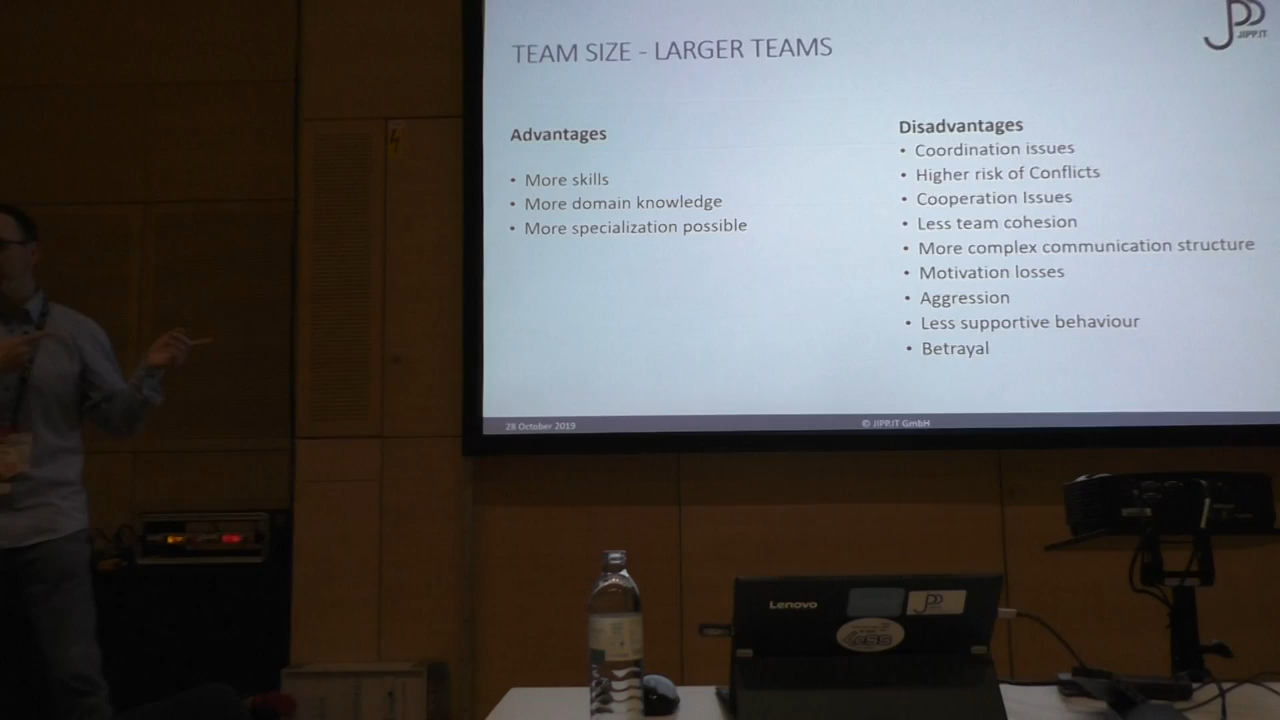 TEAM SIZE - LARGER TEAMS
JIPP.IT
Advantages
• More skills
• More domain knowledge
• More specialization possible
Disadvantages
• Coordination issues
• Higher risk of Conflicts
• Cooperation Issues
• Less team cohesion
• More complex communication structure
• Motivation losses
• Aggression
• Less supportive behaviour
• Betrayal
28 October 2019
© JIPP.IT GmbH
Lenovo